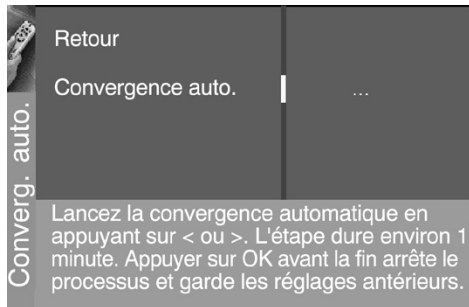 Retour
Convergence auto. ...
Converg. auto.
Lancez la convergence automatique en
appuyant sur < ou >. L'étape dure environ 1
minute. Appuyer sur OK avant la fin arrête le
processus et garde les réglages antérieurs.